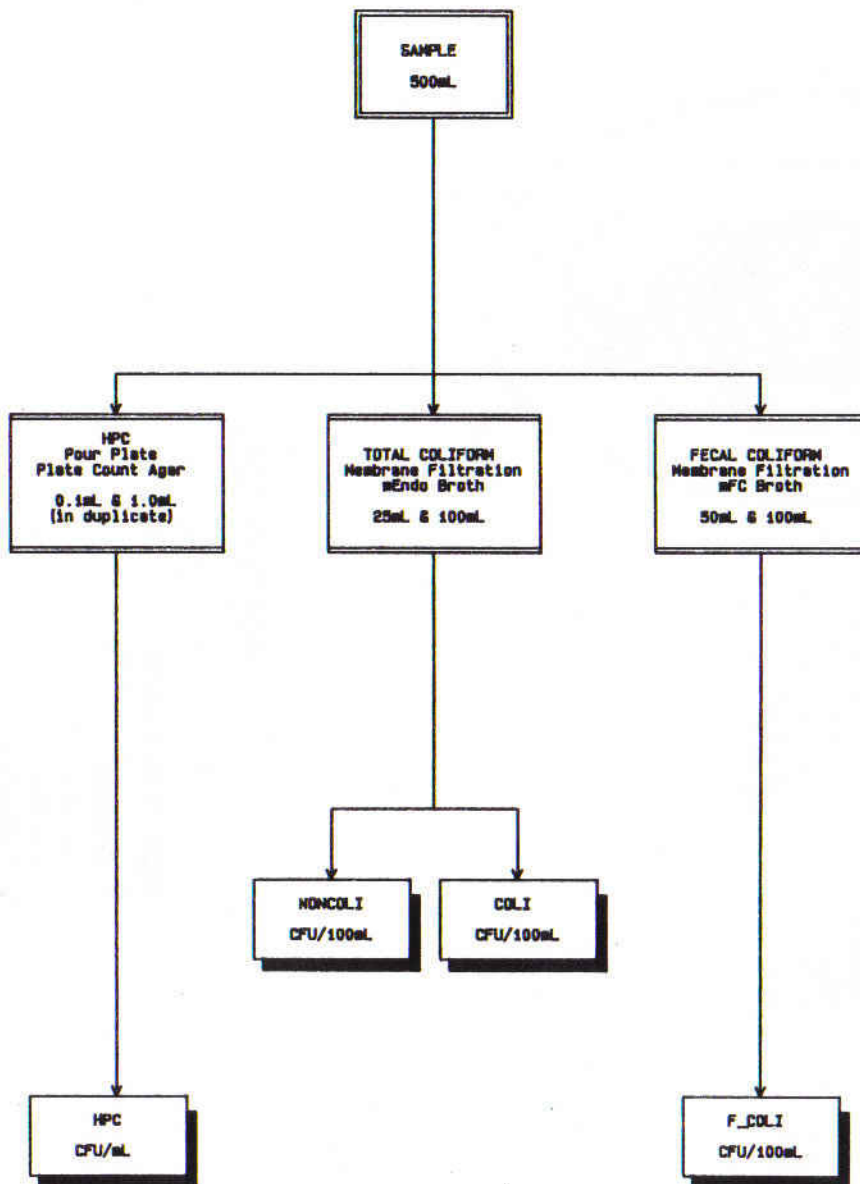 SAMPLE
500mL
HPC
Pour Plate
Plate Count Agar
0.1mL & 1.0mL
(in duplicate)
TOTAL COLIFORM
Membrane Filtration
mEndo Broth
25mL & 100mL
FECAL COLIFORM
Membrane Filtration
mFC Broth
50mL & 100mL
NONCOLI
CFU/100mL
COLI
CFU/100mL
HPC
CFU/mL
F_COLI
CFU/100mL